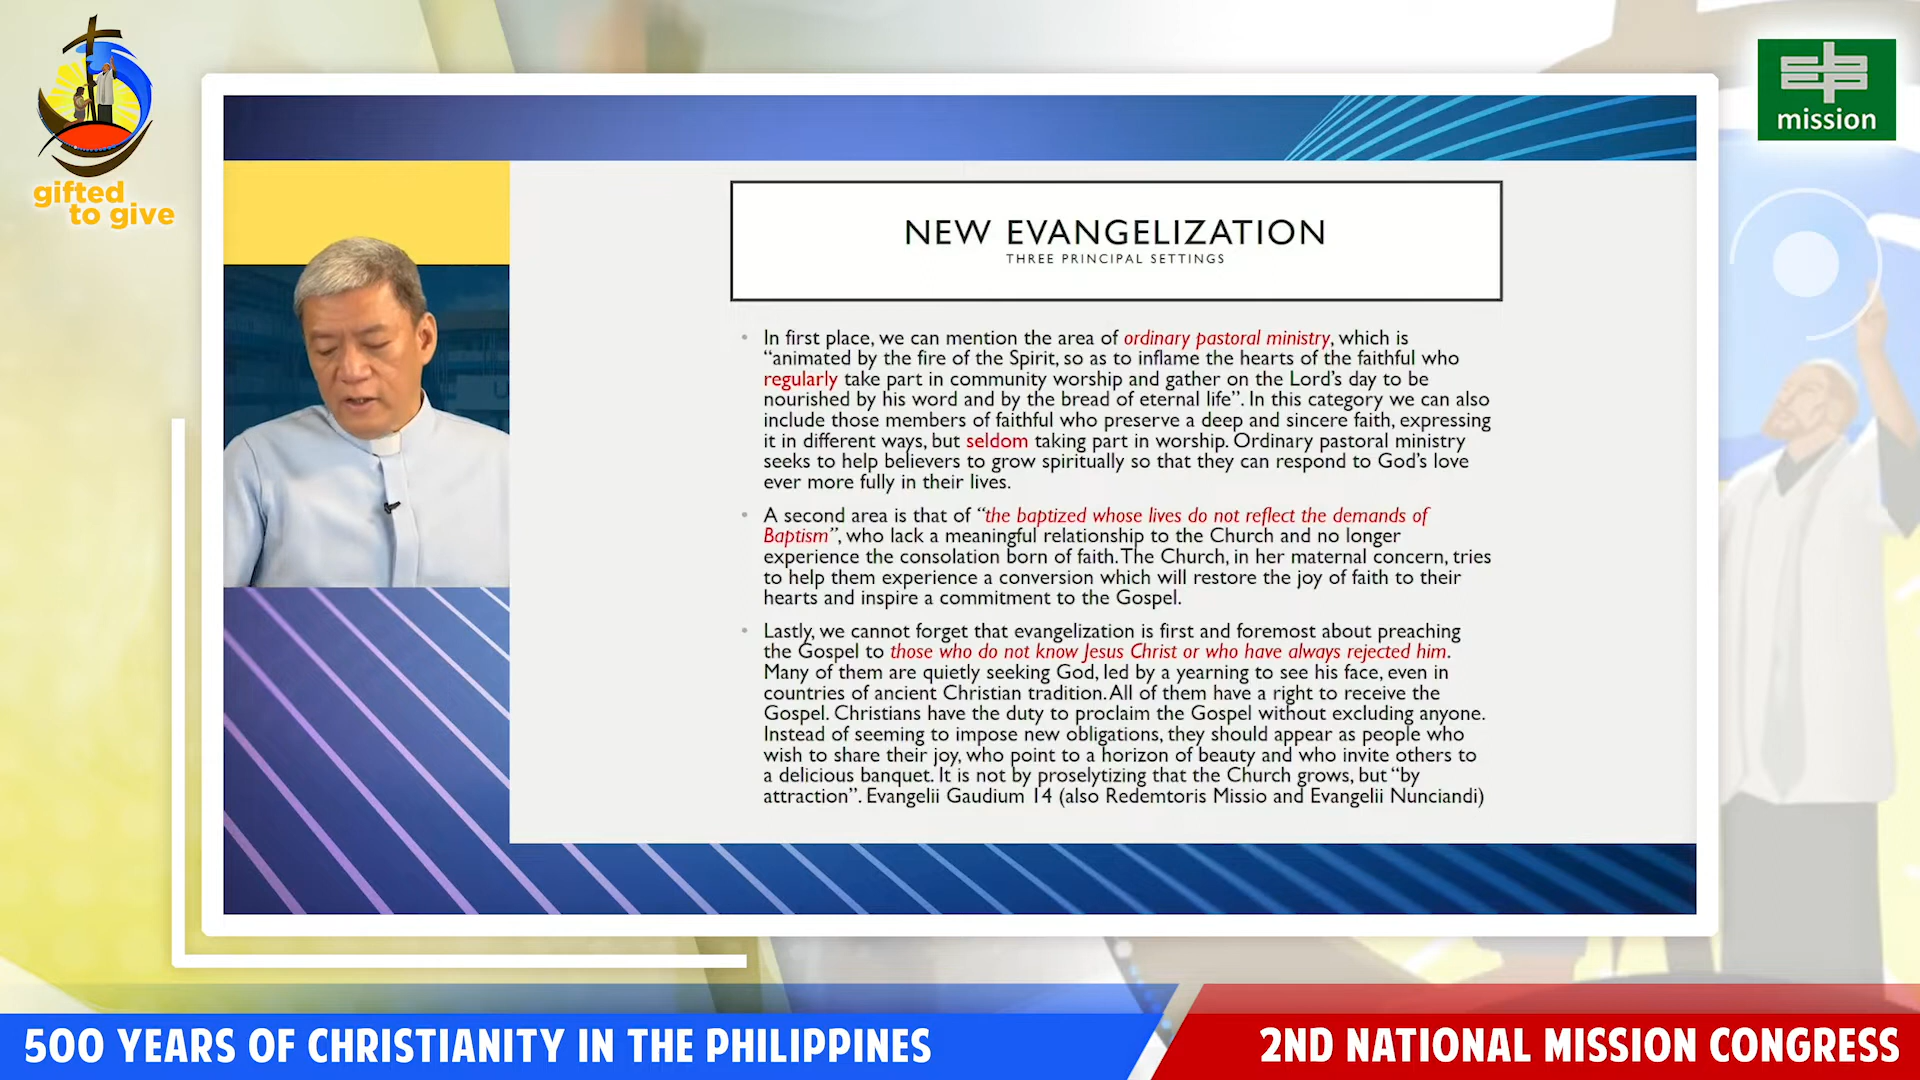 gifted
to give
mission
NEW EVANGELIZATION
THREE PRINCIPAL SETTINGS
• In first place, we can mention the area of ordinary pastoral ministry, which is
“animated by the fire of the Spirit, so as to inflame the hearts of the faithful who
regularly take part in community worship and gather on the Lord’s day to be
nourished by his word and by the bread of eternal life”. In this category we can also
include those members of faithful who preserve a deep and sincere faith, expressing
it in different ways, but seldom taking part in worship. Ordinary pastoral ministry
seeks to help believers to grow spiritually so that they can respond to God’s love
ever more fully in their lives.
• A second area is that of “the baptized whose lives do not reflect the demands of
Baptism”, who lack a meaningful relationship to the Church and no longer
experience the consolation born of faith. The Church, in her maternal concern, tries
to help them experience a conversion which will restore the joy of faith to their
hearts and inspire a commitment to the Gospel.
• Lastly, we cannot forget that evangelization is first and foremost about preaching
the Gospel to those who do not know Jesus Christ or who have always rejected him.
Many of them are quietly seeking God, led by a yearning to see his face, even in
countries of ancient Christian tradition. All of them have a right to receive the
Gospel. Christians have the duty to proclaim the Gospel without excluding anyone.
Instead of seeming to impose new obligations, they should appear as people who
wish to share their joy, who point to a horizon of beauty and who invite others to
a delicious banquet. It is not by proselytizing that the Church grows, but “by
attraction”. Evangelii Gaudium 14 (also Redemtoris Missio and Evangelii Nunciandi)
500 YEARS OF CHRISTIANITY IN THE PHILIPPINES
2ND NATIONAL MISSION CONGRESS